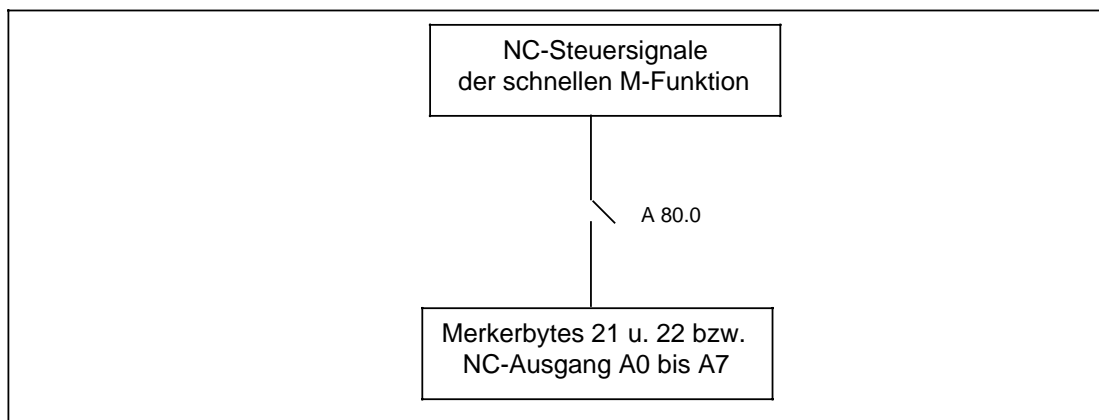 NC-Steuersignale
der schnellen M-Funktion
A 80.0
Merkerbytes 21 u. 22 bzw.
NC-Ausgang A0 bis A7